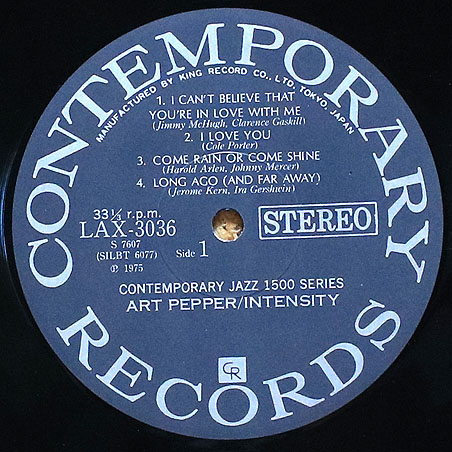 CONTEMPORARY
MANUFACTURED BY KING RECORD CO., LTD, TOKYO, JAPAN
1. I CAN'T BELIEVE THAT
YOU'RE IN LOVE WITH ME
(Jimmy McHugh, Clarence Gaskill)
2. I LOVE YOU
(Cole Porter)
3. COME RAIN OR COME SHINE
(Harold Arlen, Johnny Mercer)
4. LONG AGO (AND FAR AWAY)
(Jerome Kern, Ira Gershwin)
33⅓ r.p.m.
LAX-3036
S 7607
(SILBT 6077)
℗ 1975
Side 1
STEREO
CONTEMPORARY JAZZ 1500 SERIES
ART PEPPER/INTENSITY
CR
RECORDS